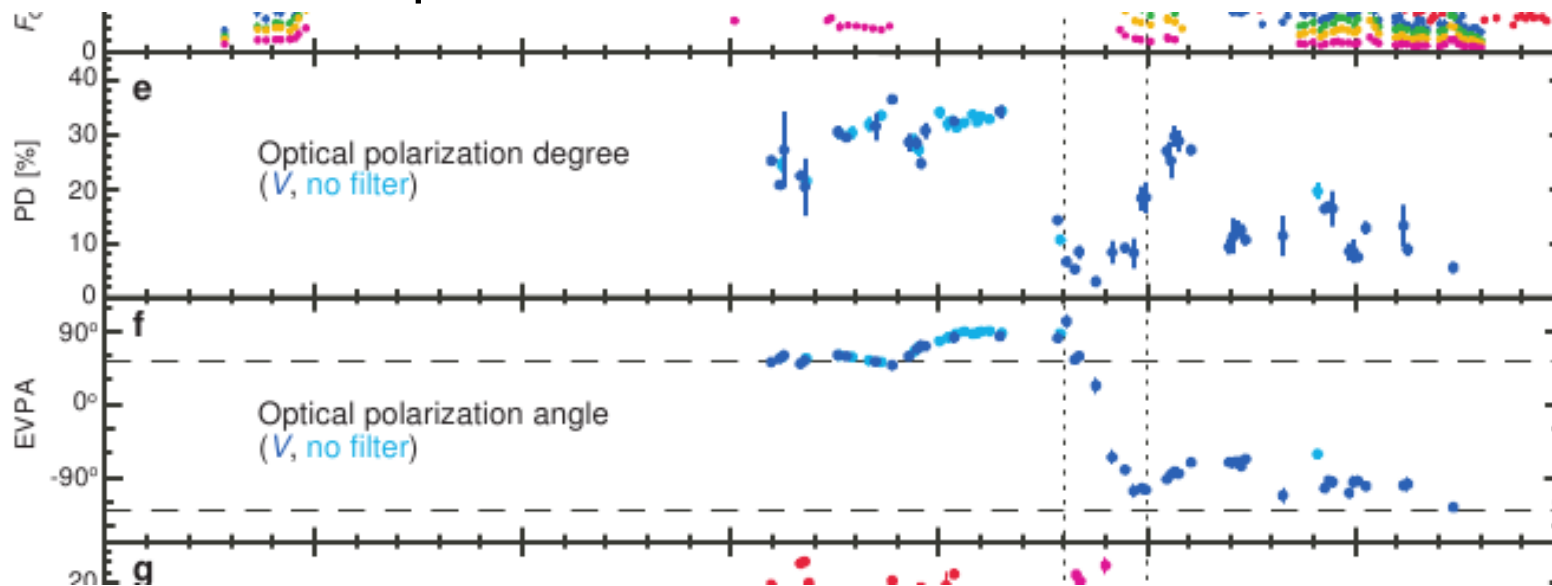 0
e
40
30
20
10
0
PD [%]
Optical polarization degree
(V, no filter)
f
90°
0°
-90°
EVPA
Optical polarization angle
(V, no filter)
g
20